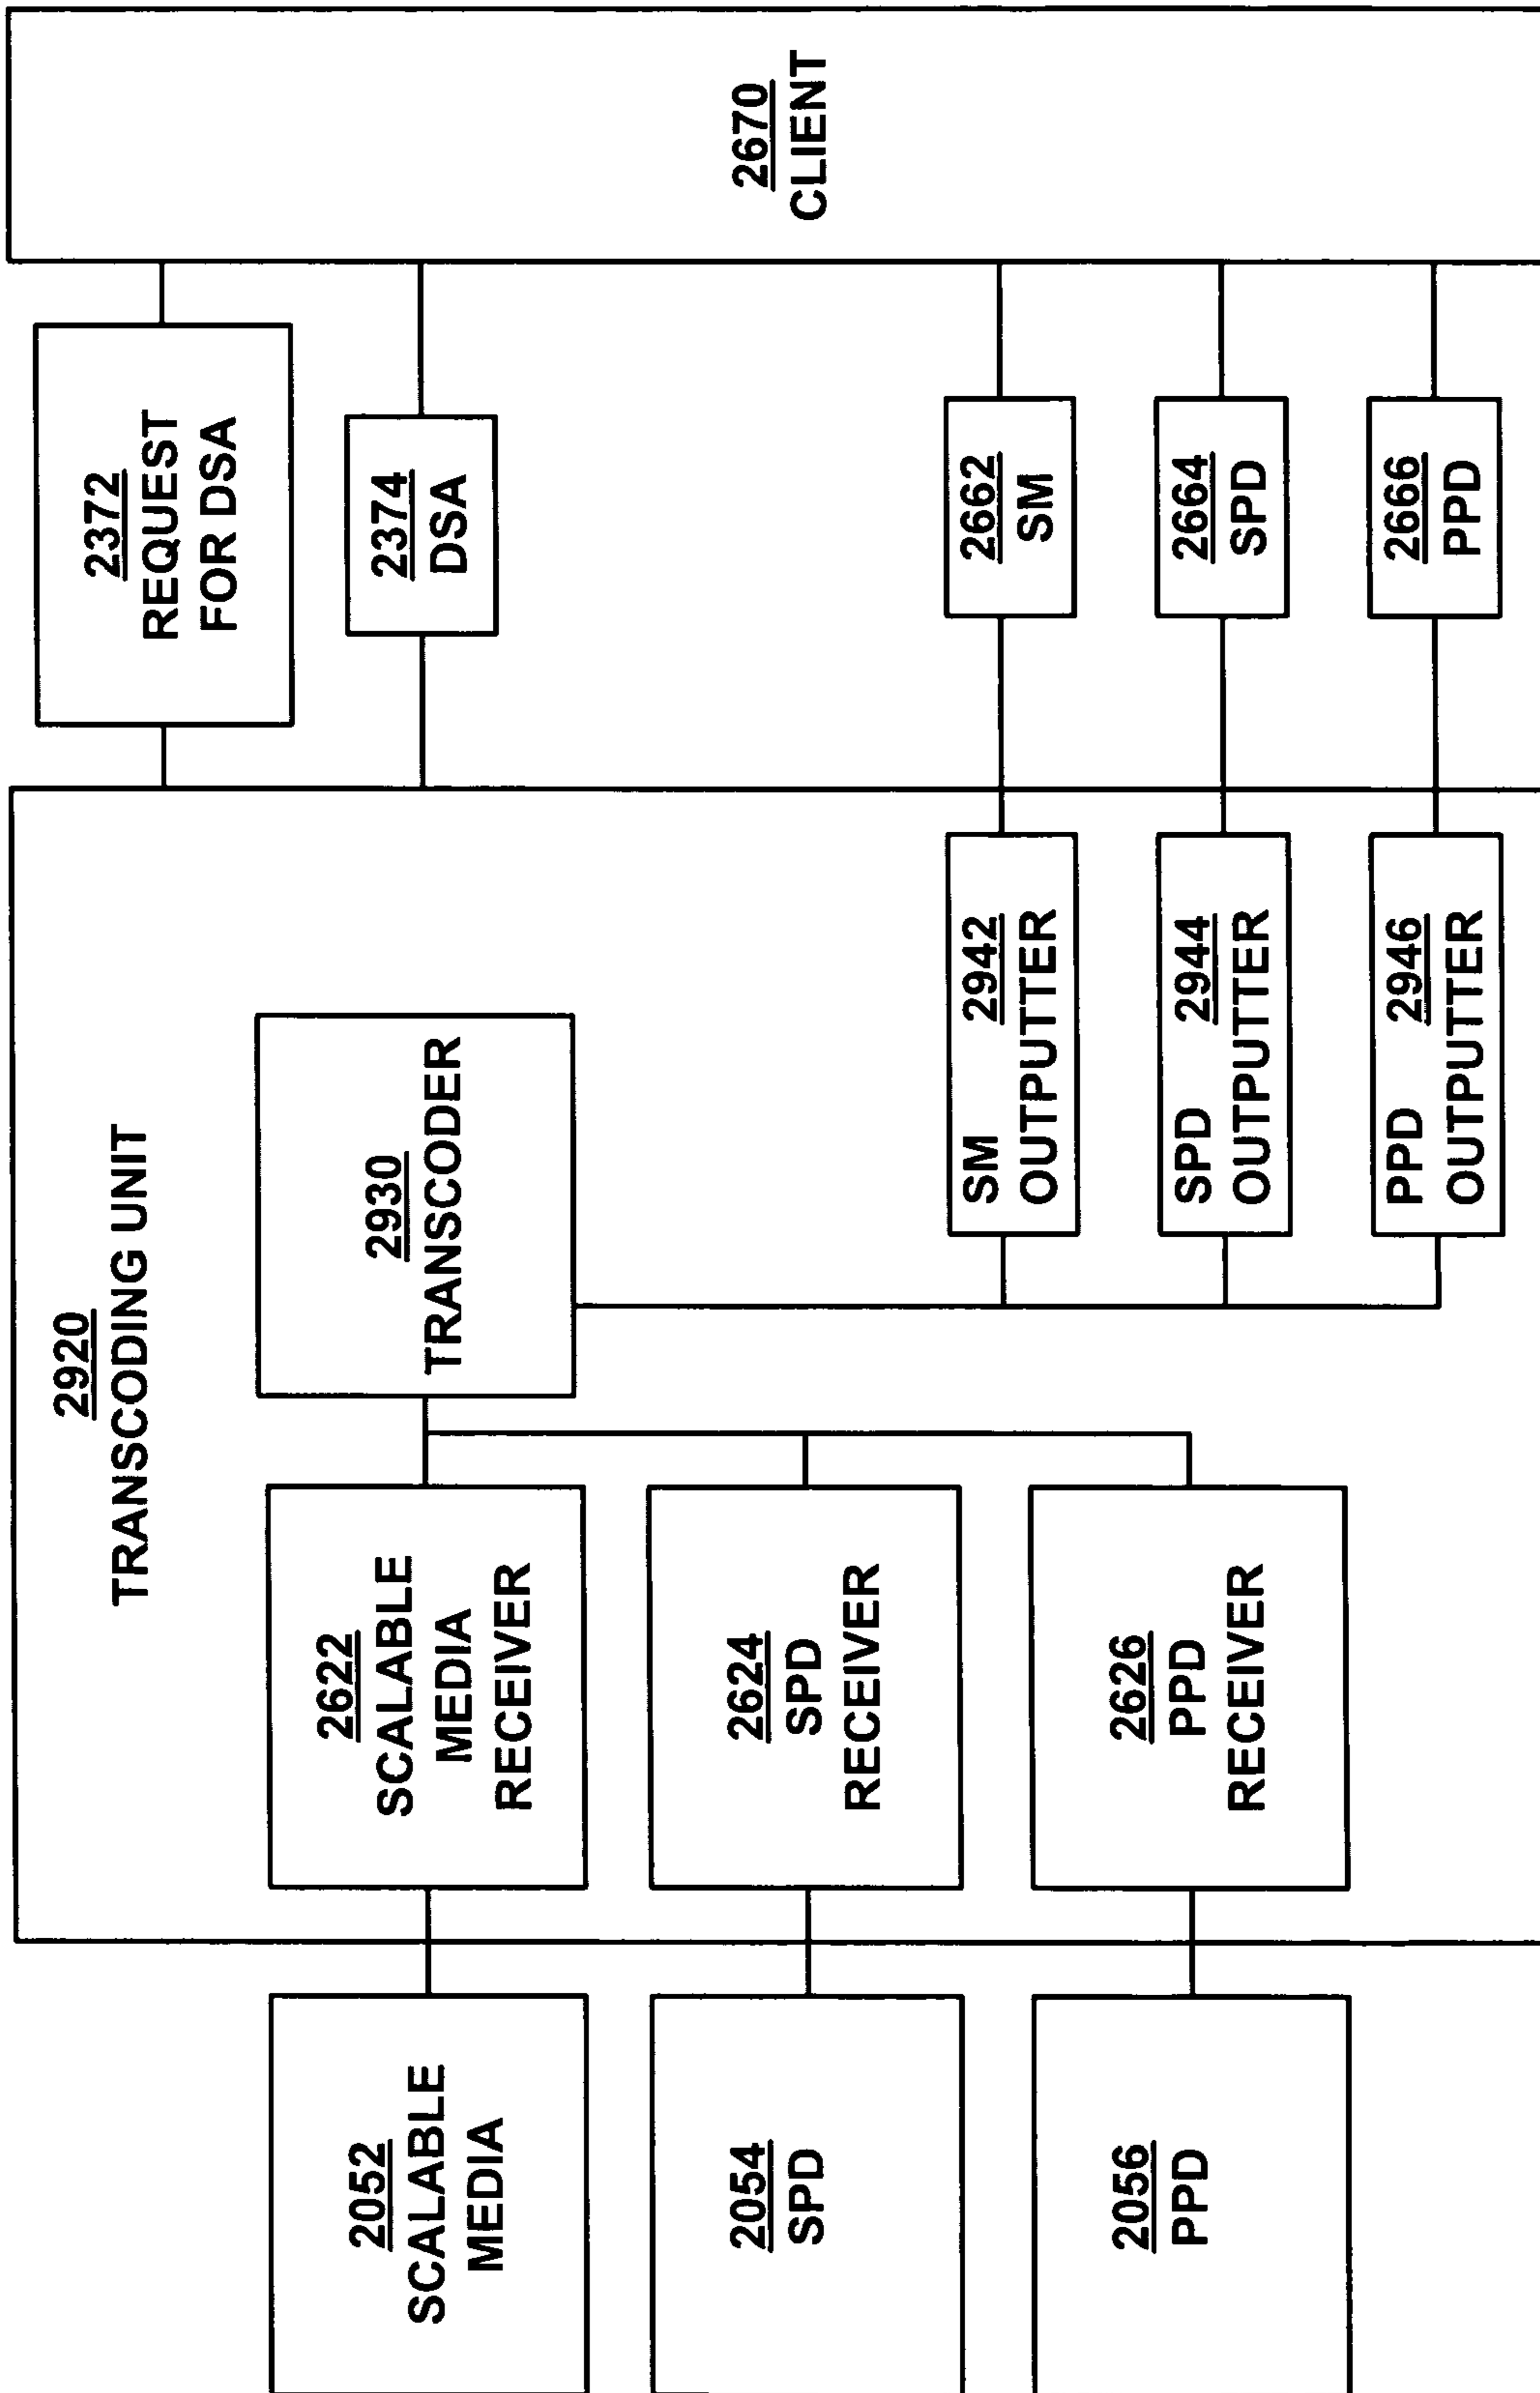 2920
TRANSCODING UNIT
2052
SCALABLE
MEDIA
2622
SCALABLE
MEDIA
RECEIVER
2930
TRANSCODER
2372
REQUEST
FOR DSA
2374
DSA
2670
CLIENT
2054
SPD
2624
SPD
RECEIVER
2056
PPD
2626
PPD
RECEIVER
SM 2942
OUTPUTTER
2662
SM
SPD 2944
OUTPUTTER
2664
SPD
PPD 2946
OUTPUTTER
2666
PPD